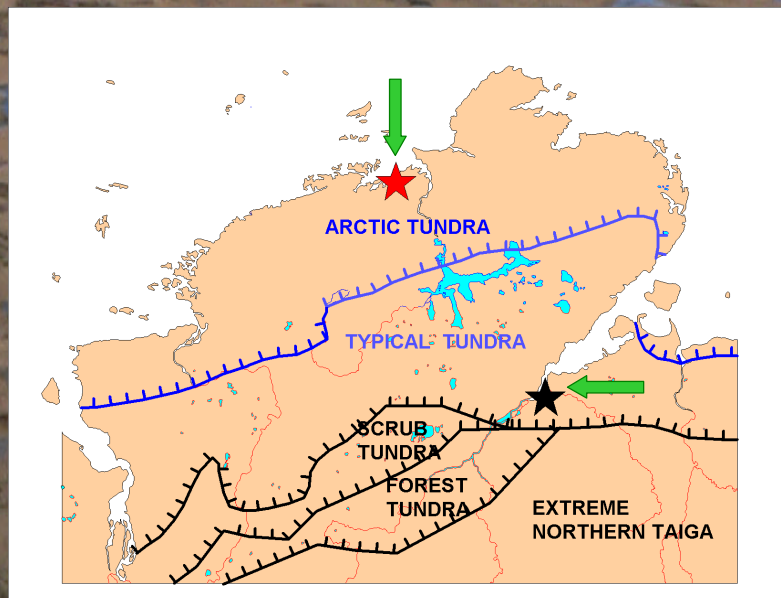 ARCTIC TUNDRA
TYPICAL TUNDRA
SCRUB
TUNDRA
FOREST
TUNDRA
EXTREME
NORTHERN TAIGA